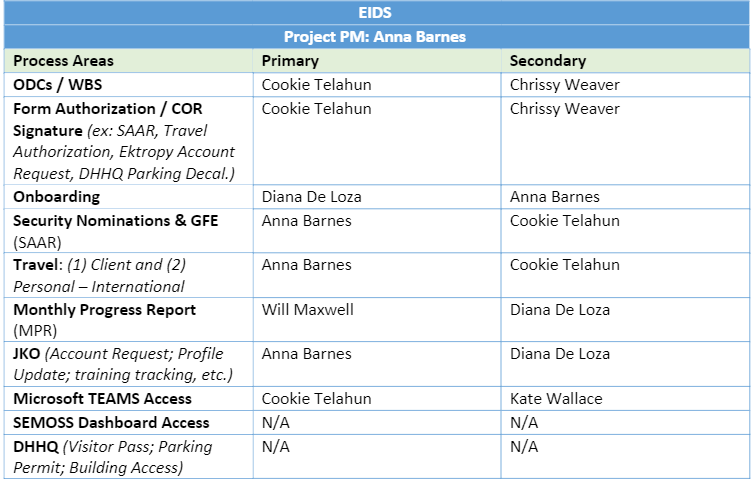 EIDS
Project PM: Anna Barnes
Process Areas Primary Secondary
ODCs / WBS Cookie Telahun Chrissy Weaver
Form Authorization / COR Cookie Telahun Chrissy Weaver
Signature (ex: SAAR, Travel
Authorization, Ektropy Account
Request, DHHQ Parking Decal.)
Onboarding Diana De Loza Anna Barnes
Security Nominations & GFE Anna Barnes Cookie Telahun
(SAAR)
Travel: (1) Client and (2) Anna Barnes Cookie Telahun
Personal – International
Monthly Progress Report Will Maxwell Diana De Loza
(MPR)
JKO (Account Request; Profile Anna Barnes Diana De Loza
Update; training tracking, etc.)
Microsoft TEAMS Access Cookie Telahun Kate Wallace
SEMOSS Dashboard Access N/A N/A
DHHQ (Visitor Pass; Parking N/A N/A
Permit; Building Access)